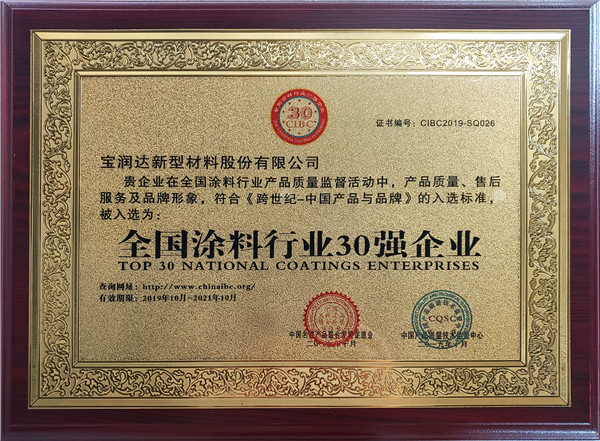 30
CIBC
证书编号：CIBC2019-SQ026
宝润达新型材料股份有限公司
贵企业在全国涂料行业产品质量监督活动中，产品质量、售后
服务及品牌形象，符合《跨世纪-中国产品与品牌》的入选标准，
被入选为：
全国涂料行业30强企业
TOP 30 NATIONAL COATINGS ENTERPRISES
查询网址：http://www.chinaibc.org/
有效期限：2019年10月-2021年10月
CQSC